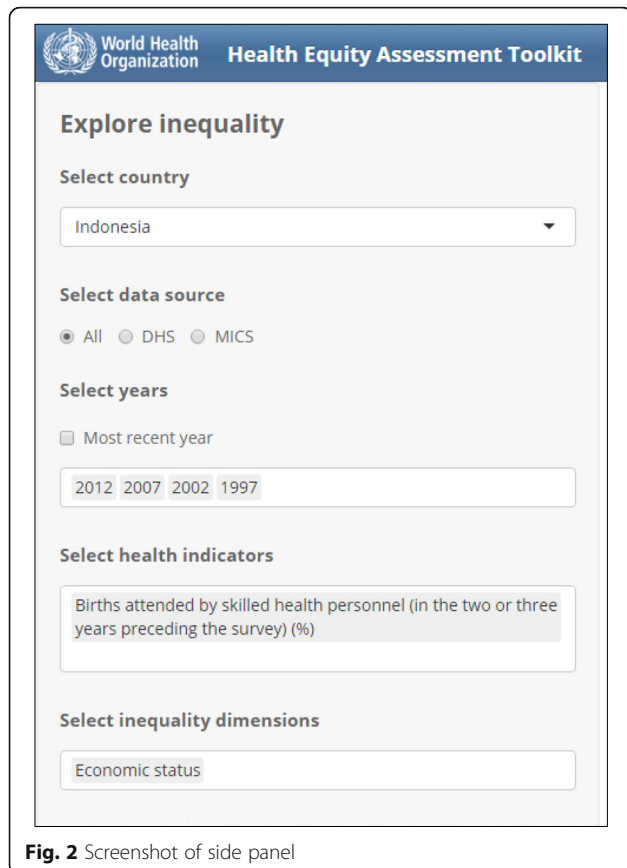 World Health
Organization
Health Equity Assessment Toolkit
Explore inequality
Select country
Indonesia
Select data source
All DHS MICS
Select years
Most recent year
2012 2007 2002 1997
Select health indicators
Births attended by skilled health personnel (in the two or three
years preceding the survey) (%)
Select inequality dimensions
Economic status
Fig. 2 Screenshot of side panel